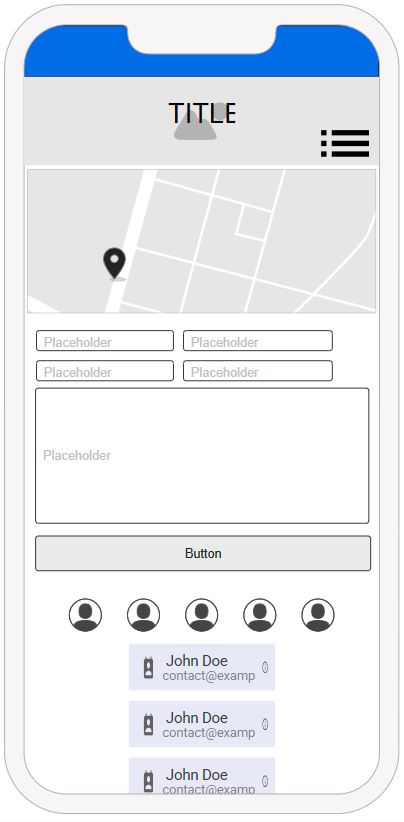 TITLE
Placeholder Placeholder
Placeholder Placeholder
Placeholder
Button
John Doe
contact@examp
John Doe
contact@examp
John Doe
contact@examp